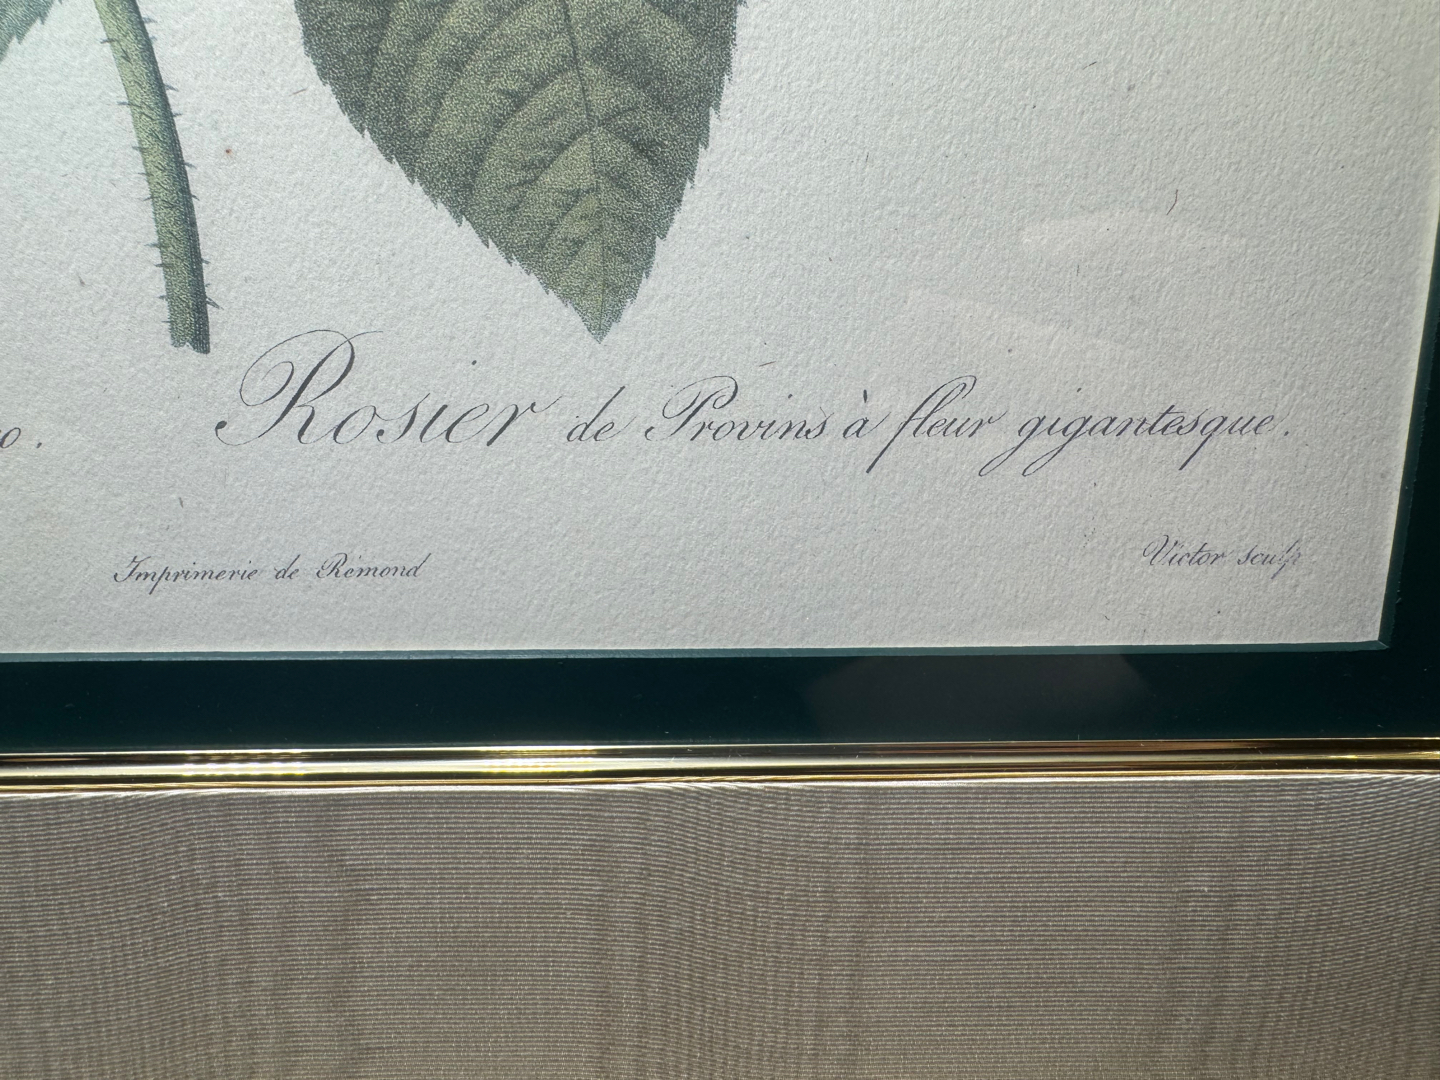 Rosier de Provins à fleur gigantesque.
Imprimerie de Rémond
Victor sculp